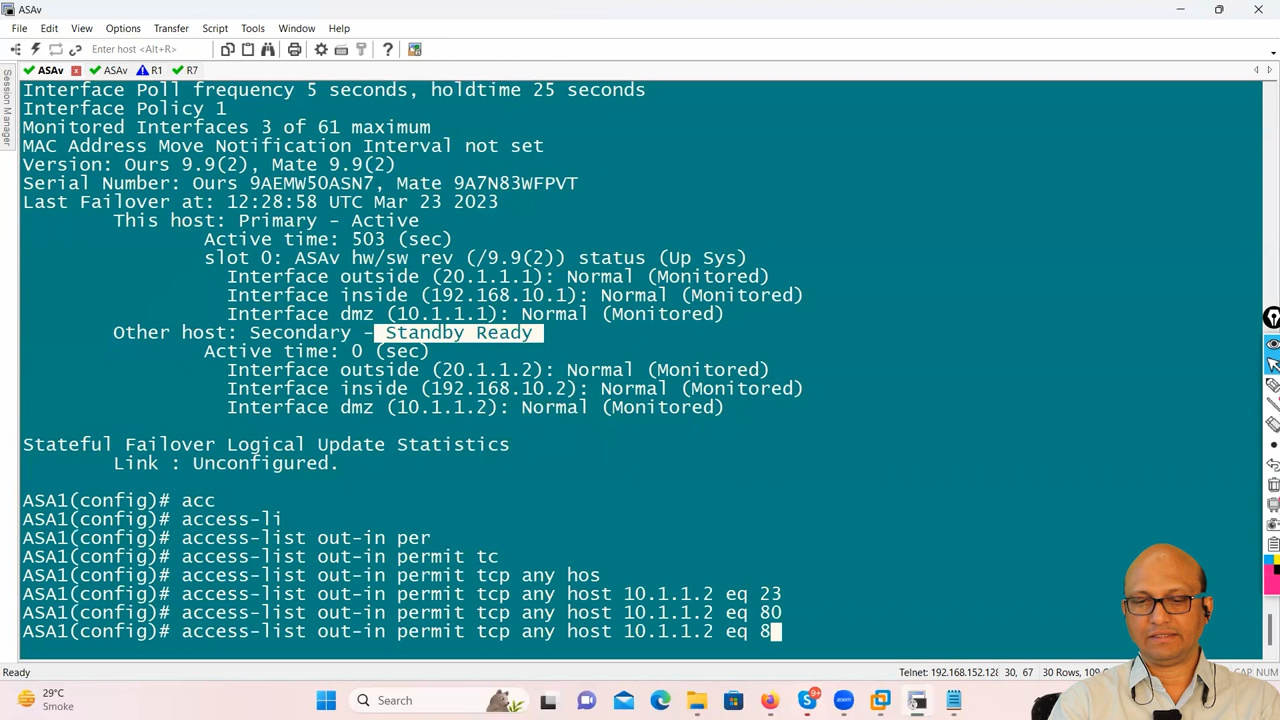 ASAv
File Edit View Options Transfer Script Tools Window Help
Enter host <Alt+R>
ASAv ASAv R1 R7
Session Manager
Interface Poll frequency 5 seconds, holdtime 25 seconds
Interface Policy 1
Monitored Interfaces 3 of 61 maximum
MAC Address Move Notification Interval not set
Version: Ours 9.9(2), Mate 9.9(2)
Serial Number: Ours 9AEMW50ASN7, Mate 9A7N83WFPVT
Last Failover at: 12:28:58 UTC Mar 23 2023
This host: Primary - Active
Active time: 503 (sec)
slot 0: ASAv hw/sw rev (/9.9(2)) status (Up Sys)
Interface outside (20.1.1.1): Normal (Monitored)
Interface inside (192.168.10.1): Normal (Monitored)
Interface dmz (10.1.1.1): Normal (Monitored)
Other host: Secondary - Standby Ready
Active time: 0 (sec)
Interface outside (20.1.1.2): Normal (Monitored)
Interface inside (192.168.10.2): Normal (Monitored)
Interface dmz (10.1.1.2): Normal (Monitored)
Stateful Failover Logical Update Statistics
Link : Unconfigured.
ASA1(config)# acc
ASA1(config)# access-li
ASA1(config)# access-list out-in per
ASA1(config)# access-list out-in permit tc
ASA1(config)# access-list out-in permit tcp any hos
ASA1(config)# access-list out-in permit tcp any host 10.1.1.2 eq 23
ASA1(config)# access-list out-in permit tcp any host 10.1.1.2 eq 80
ASA1(config)# access-list out-in permit tcp any host 10.1.1.2 eq 8
Ready
Telnet: 192.168.152.128 30, 67 30 Rows, 109 CAP NUM
29°C
Smoke
Search
9+
zoom